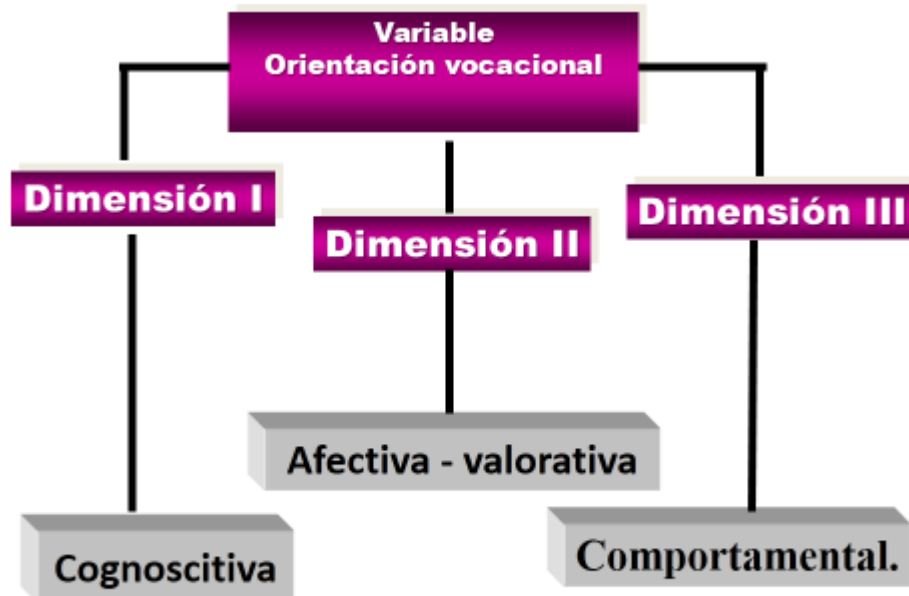 Variable
Orientación vocacional
Dimensión I
Dimensión II
Dimensión III
Afectiva - valorativa
Cognoscitiva
Comportamental.